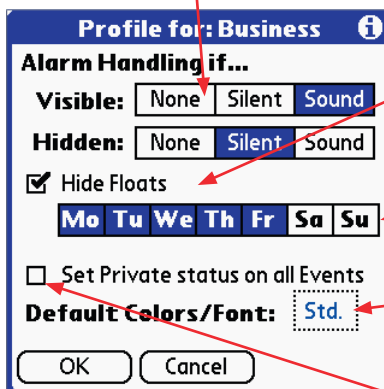 Profile for: Business i
Alarm Handling if...
Visible: None Silent Sound
Hidden: None Silent Sound
Hide Floats
Mo Tu We Th Fr Sa Su
Set Private status on all Events
Default Colors/Font: Std.
OK Cancel